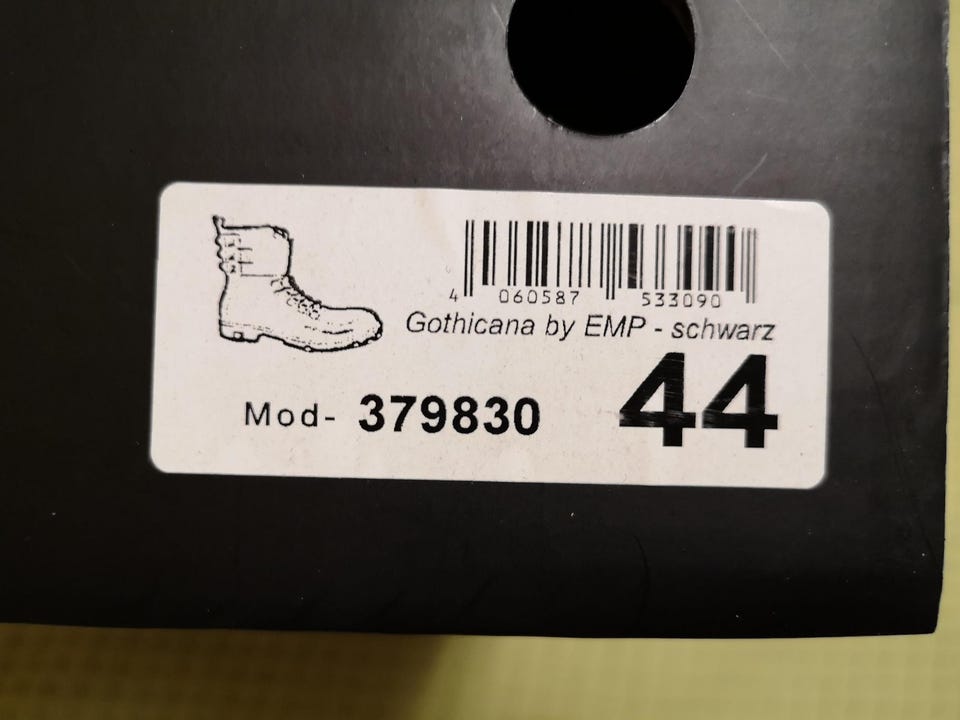 4 060587 533090
Gothicana by EMP - schwarz
Mod- 379830 44